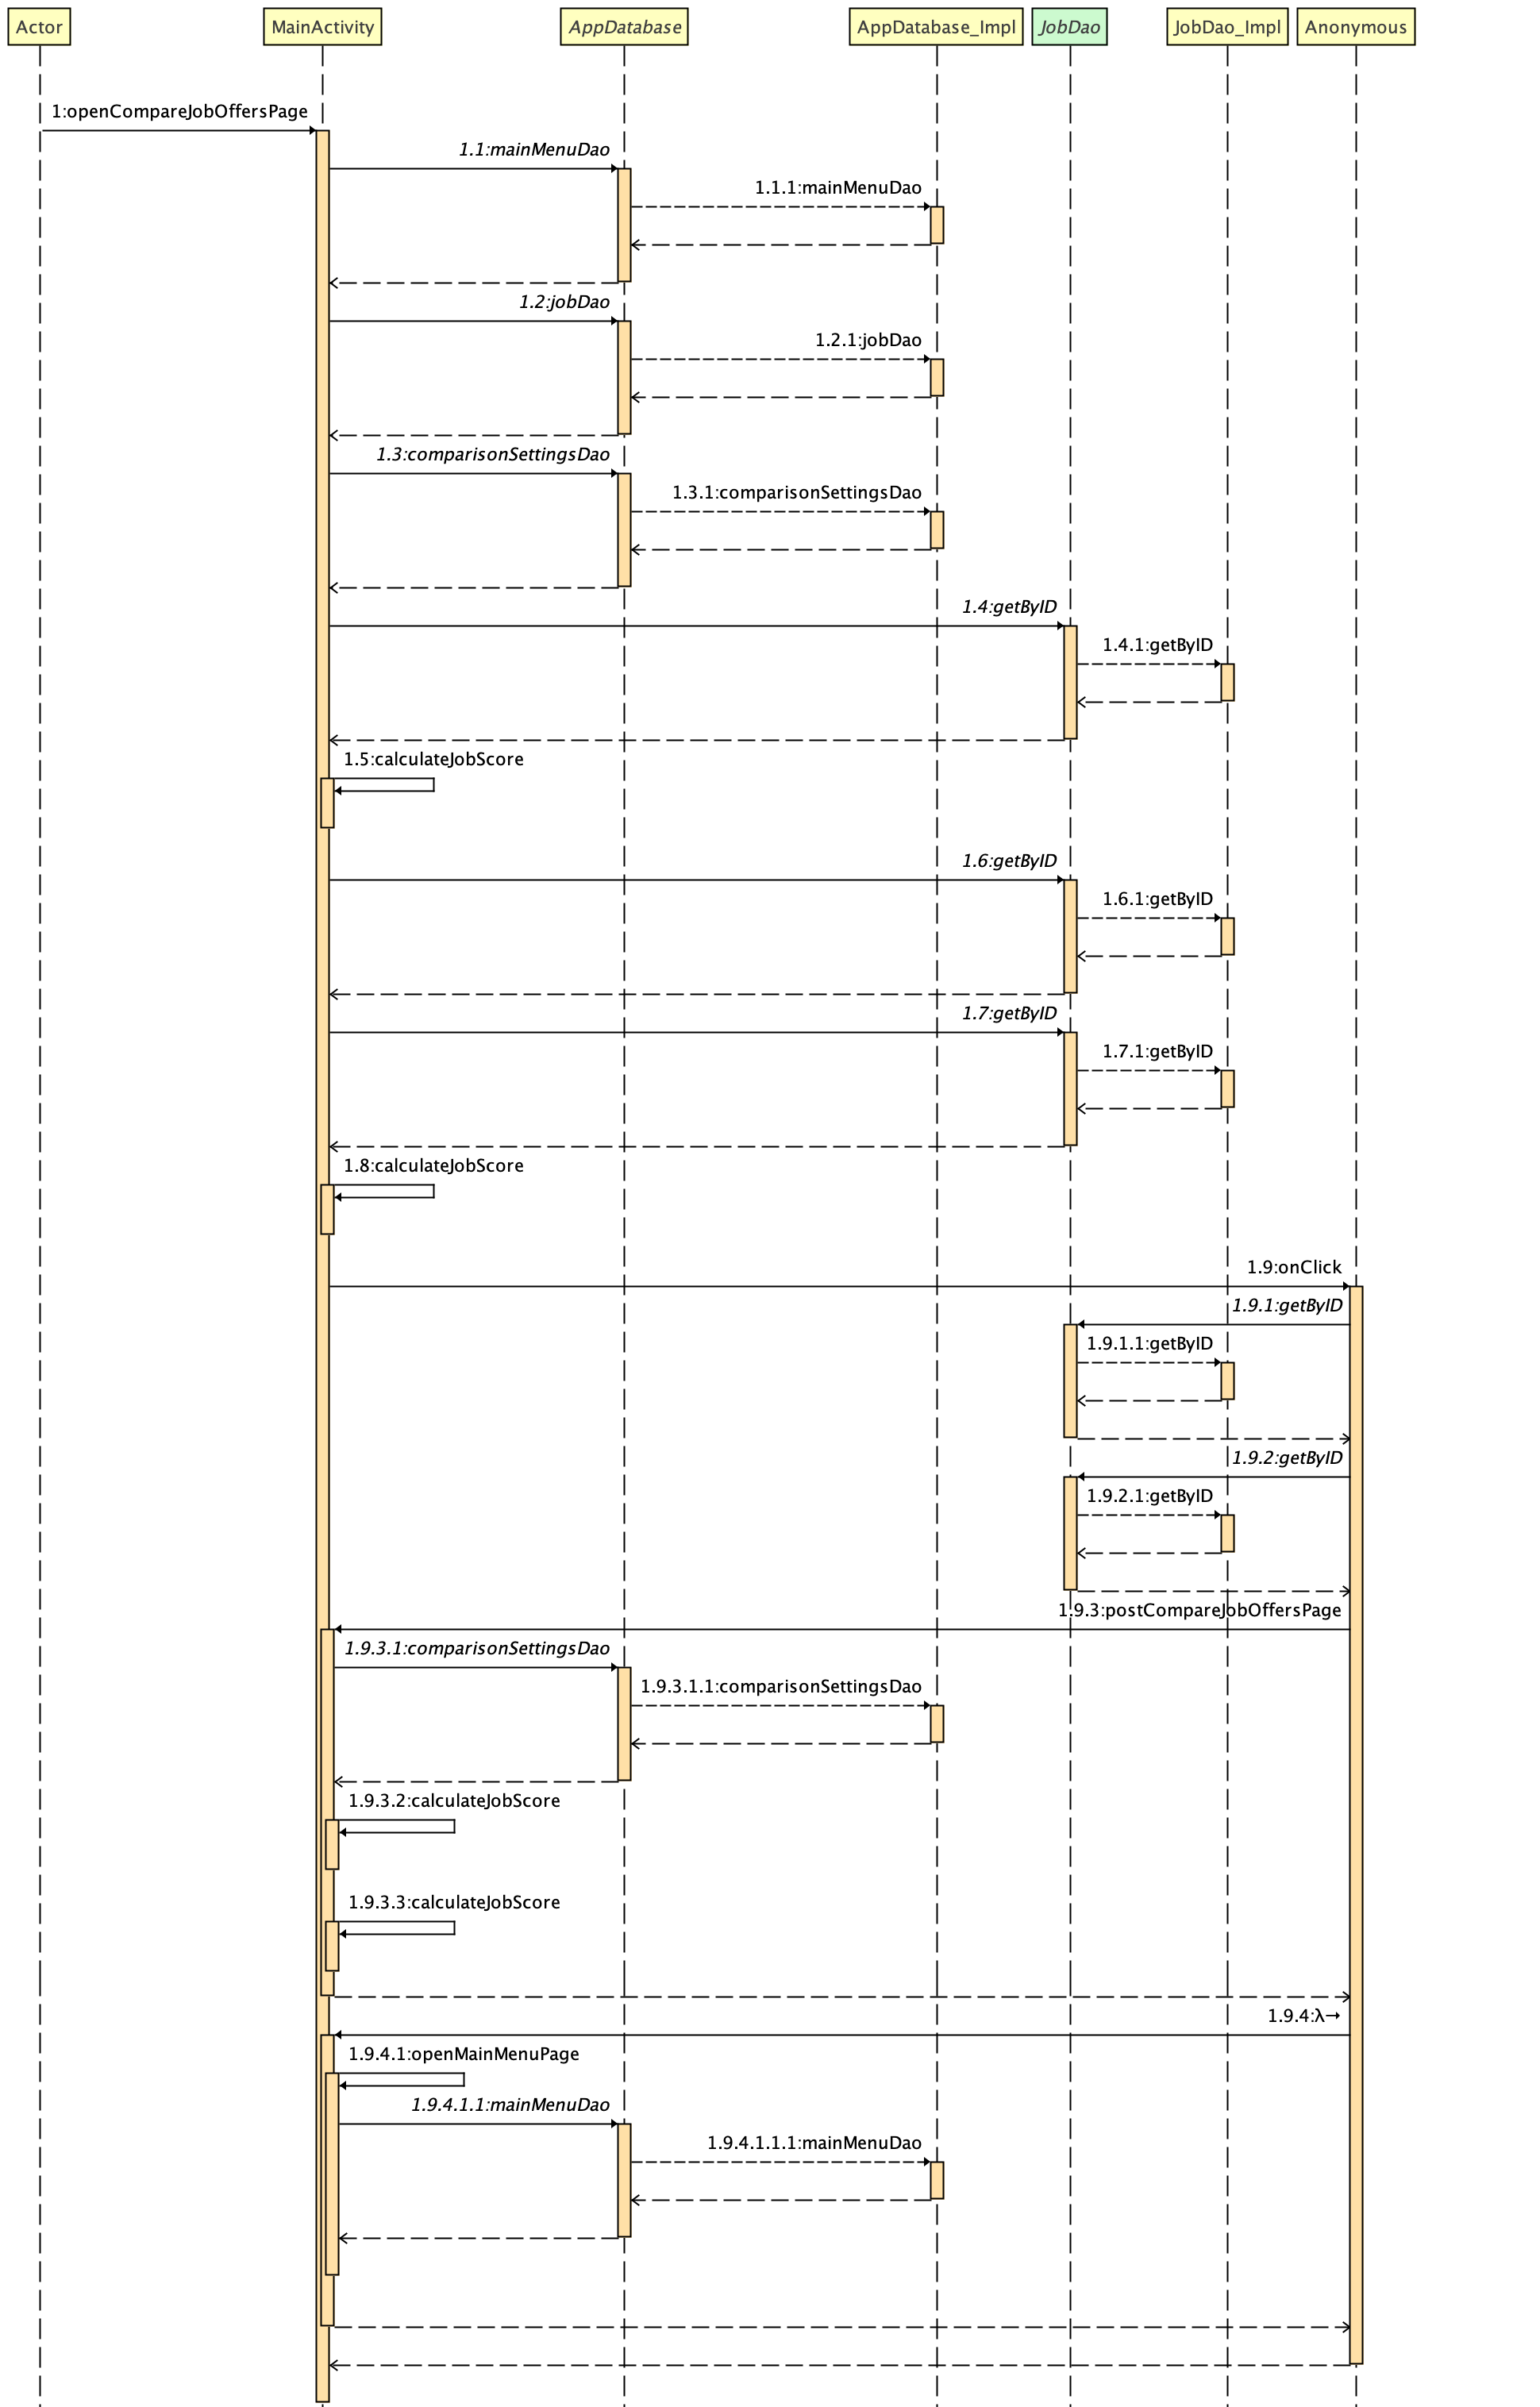 Actor
MainActivity
AppDatabase
AppDatabase_Impl
JobDao
JobDao_Impl
Anonymous
1:openCompareJobOffersPage
1.1:mainMenuDao
1.1.1:mainMenuDao
1.2:jobDao
1.2.1:jobDao
1.3:comparisonSettingsDao
1.3.1:comparisonSettingsDao
1.4:getByID
1.4.1:getByID
1.5:calculateJobScore
1.6:getByID
1.6.1:getByID
1.7:getByID
1.7.1:getByID
1.8:calculateJobScore
1.9:onClick
1.9.1:getByID
1.9.1.1:getByID
1.9.2:getByID
1.9.2.1:getByID
1.9.3:postCompareJobOffersPage
1.9.3.1:comparisonSettingsDao
1.9.3.1.1:comparisonSettingsDao
1.9.3.2:calculateJobScore
1.9.3.3:calculateJobScore
1.9.4:λ→
1.9.4.1:openMainMenuPage
1.9.4.1.1:mainMenuDao
1.9.4.1.1.1:mainMenuDao